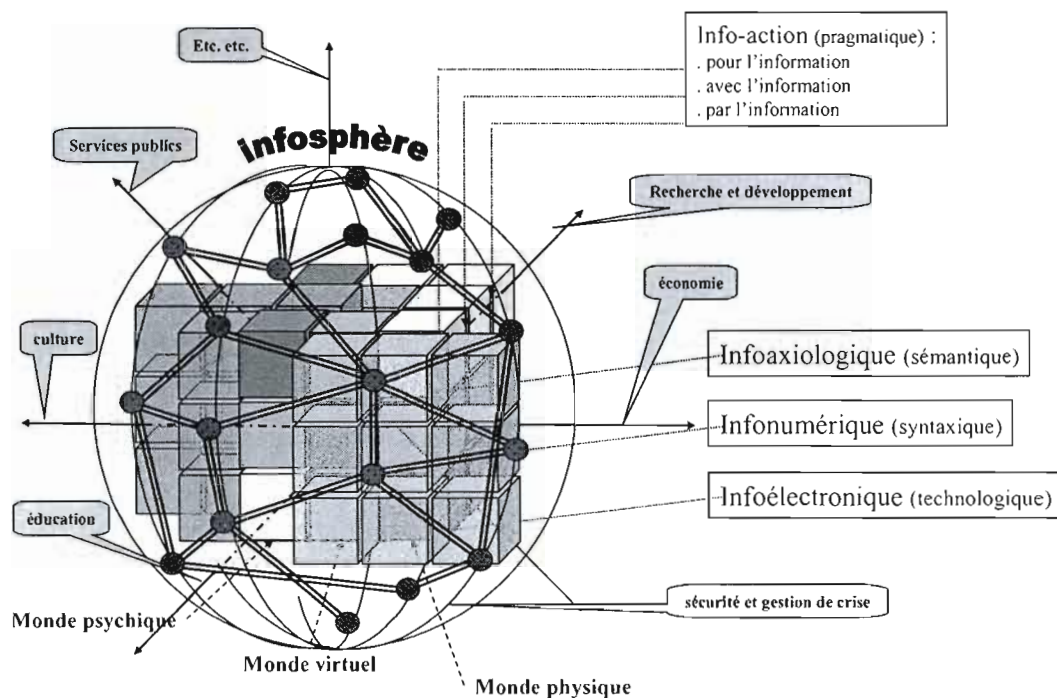 Etc. etc.
Info-action (pragmatique) :
. pour l'information
. avec l'information
. par l'information
Services publics
infosphère
Recherche et développement
économie
culture
Infoaxiologique (sémantique)
Infonumérique (syntaxique)
Infoélectronique (technologique)
éducation
sécurité et gestion de crise
Monde psychique
Monde virtuel
Monde physique